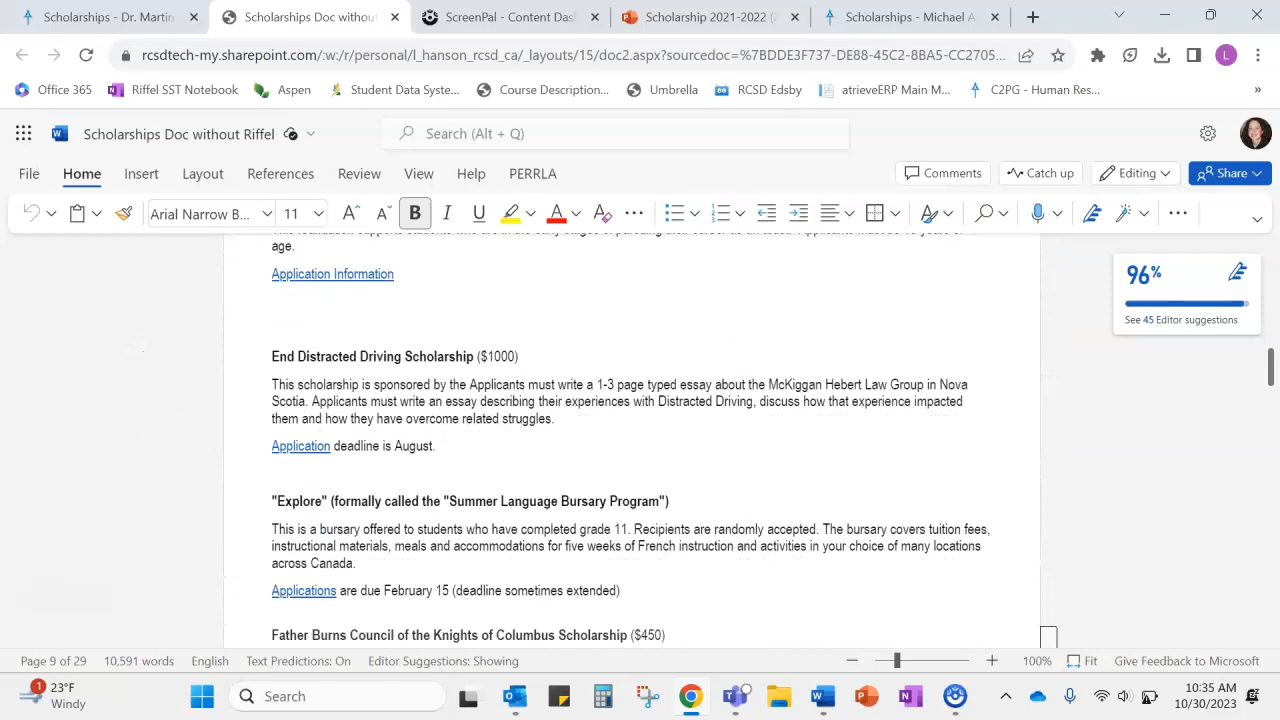 Scholarships - Dr. Martin
Scholarships Doc withou
ScreenPal - Content Das
Scholarship 2021-2022 (
Scholarships - Michael A
rcsdtech-my.sharepoint.com/:w:/r/personal/l_hanson_rcsd_ca/_layouts/15/doc2.aspx?sourcedoc=%7BDDE3F737-DE88-45C2-8BA5-CC2705...
L
Office 365
Riffel SST Notebook
Aspen
Student Data Syste...
Course Description...
Umbrella
RCSD Edsby
atrieveERP Main M...
C2PG - Human Res...
Scholarships Doc without Riffel
Search (Alt + Q)
File Home Insert Layout References Review View Help PERRLA
Comments Catch up Editing Share
Arial Narrow B... 11
age.
Application Information
96%
See 45 Editor suggestions
End Distracted Driving Scholarship ($1000)
This scholarship is sponsored by the Applicants must write a 1-3 page typed essay about the McKiggan Hebert Law Group in Nova
Scotia. Applicants must write an essay describing their experiences with Distracted Driving, discuss how that experience impacted
them and how they have overcome related struggles.
Application deadline is August.
"Explore" (formally called the "Summer Language Bursary Program")
This is a bursary offered to students who have completed grade 11. Recipients are randomly accepted. The bursary covers tuition fees,
instructional materials, meals and accommodations for five weeks of French instruction and activities in your choice of many locations
across Canada.
Applications are due February 15 (deadline sometimes extended)
Father Burns Council of the Knights of Columbus Scholarship ($450)
Page 9 of 29 10,591 words English Text Predictions: On Editor Suggestions: Showing
100% Fit Give Feedback to Microsoft
1
23°F
Windy
Search
10:35 AM
10/30/2023